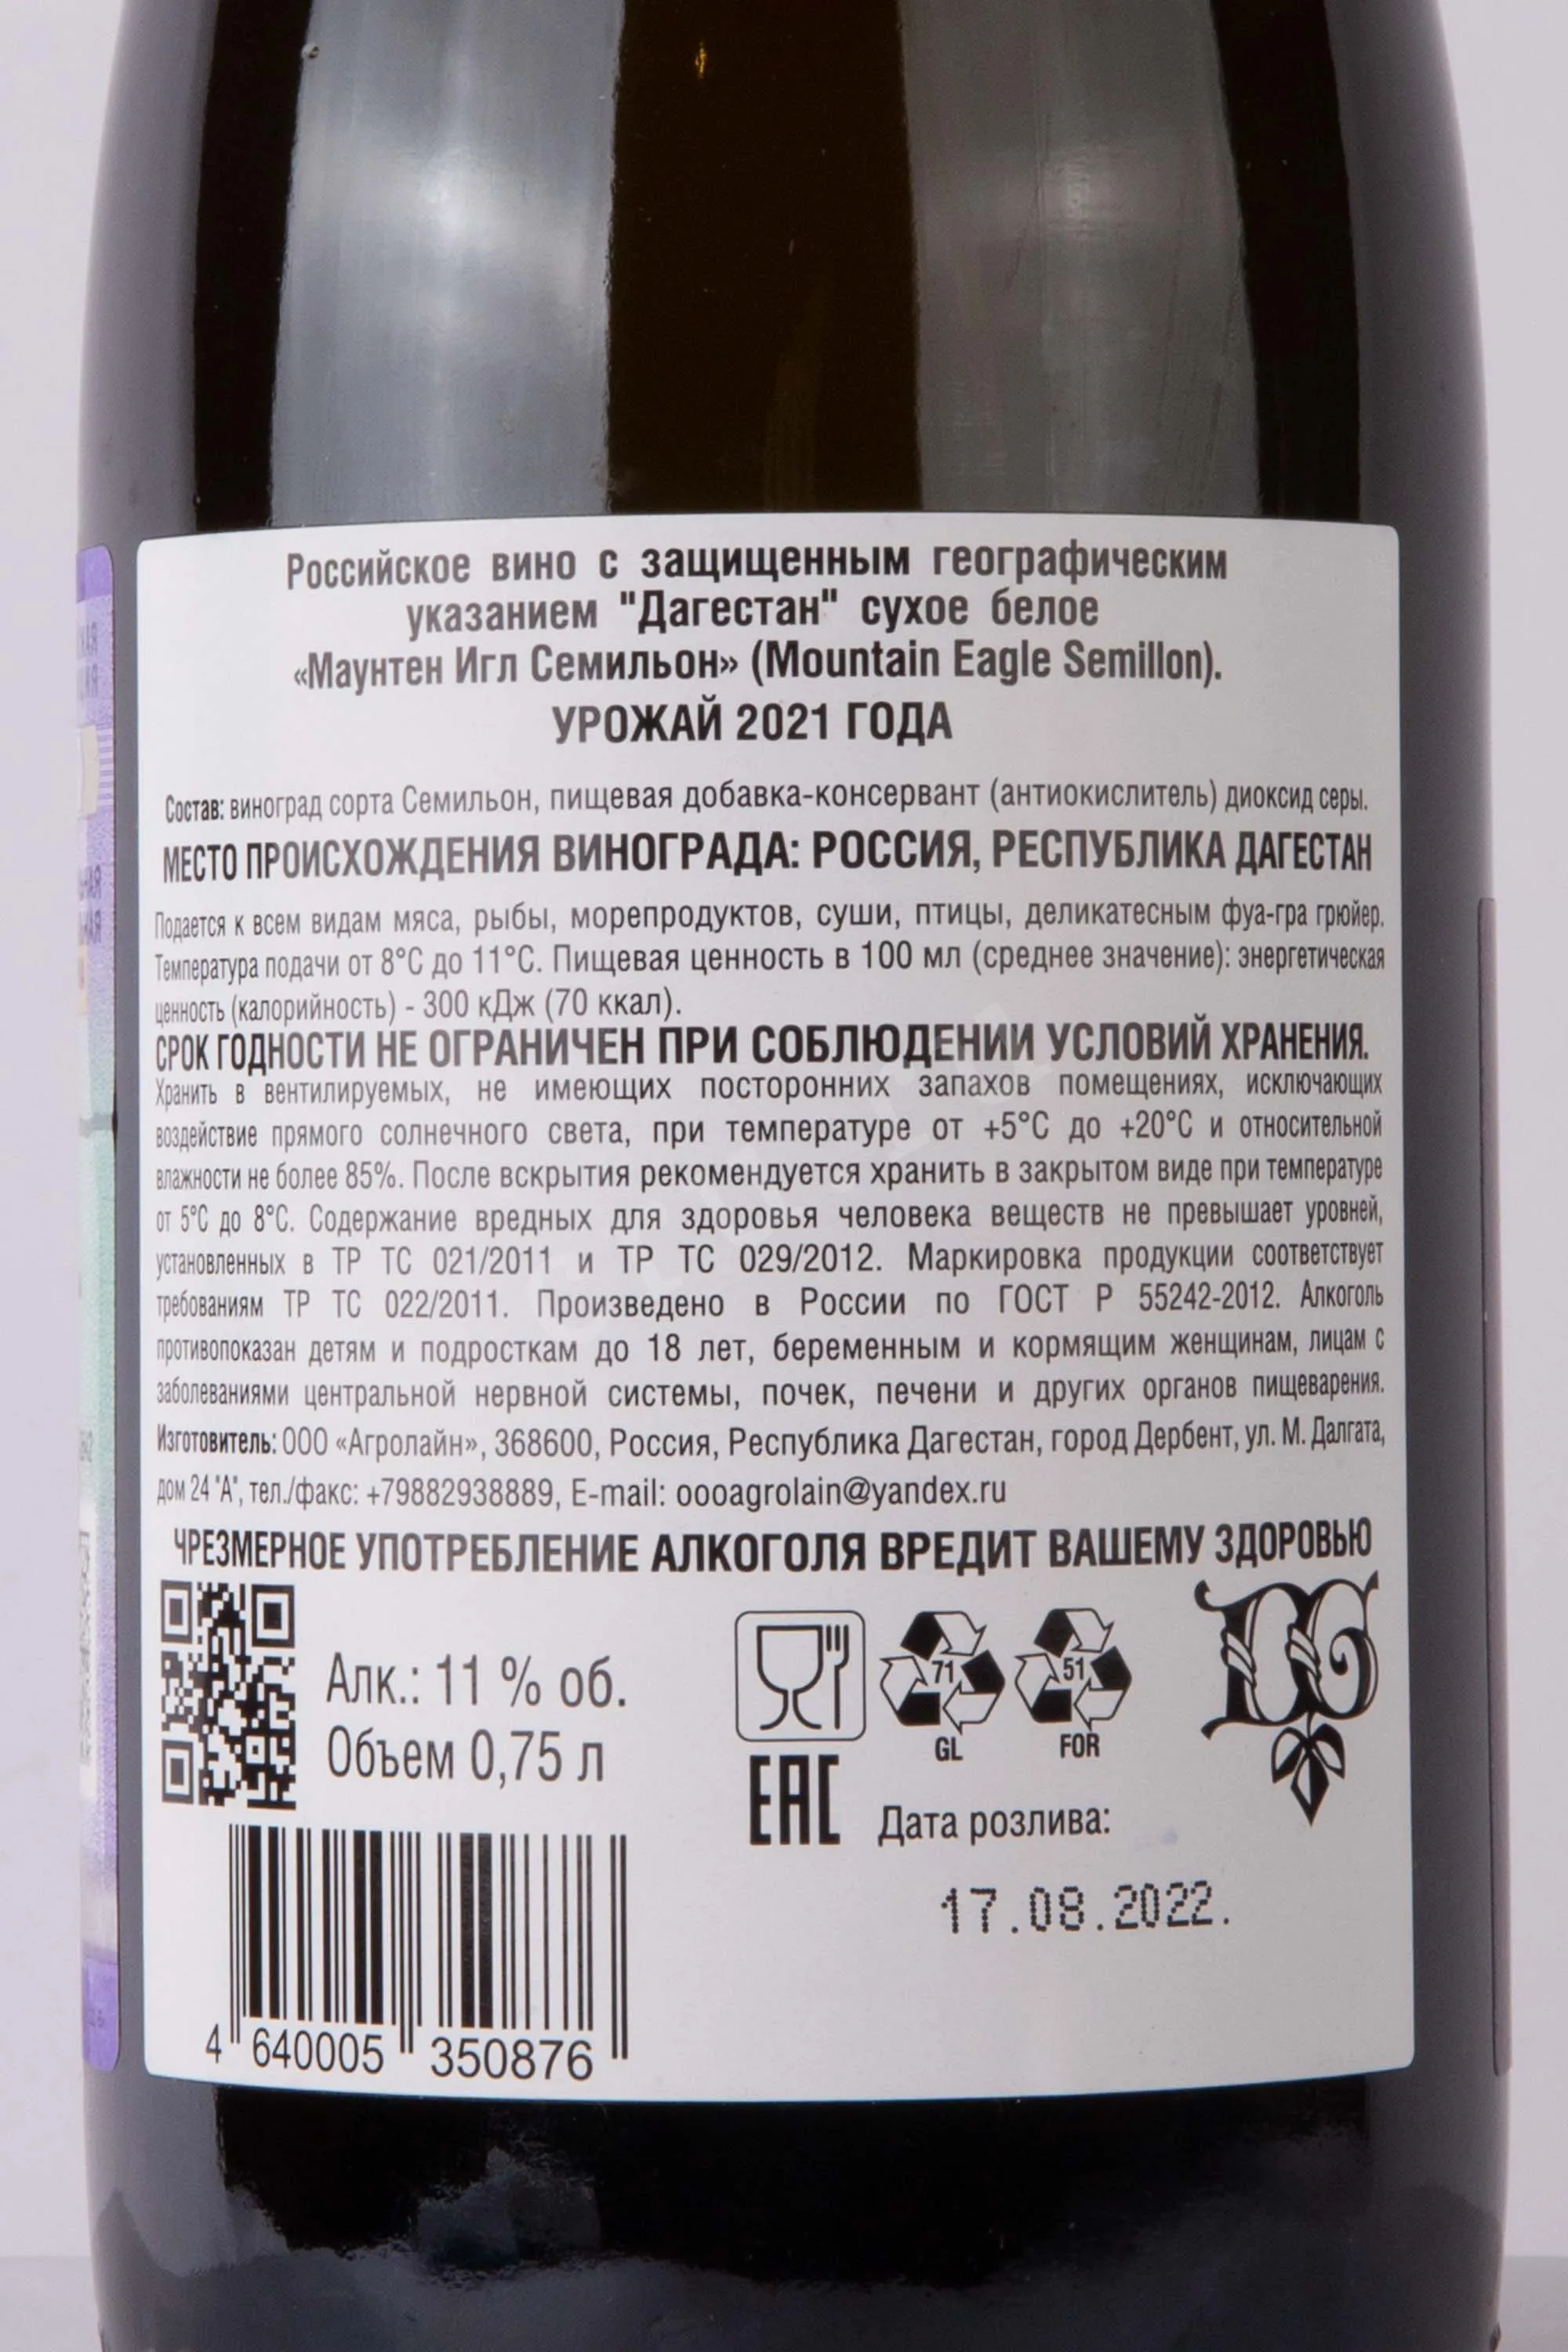 Российское вино с защищенным географическим
указанием "Дагестан" сухое белое
«Маунтен Игл Семильон» (Mountain Eagle Semillon).
УРОЖАЙ 2021 ГОДА
Состав: виноград сорта Семильон, пищевая добавка-консервант (антиокислитель) диоксид серы.
МЕСТО ПРОИСХОЖДЕНИЯ ВИНОГРАДА: РОССИЯ, РЕСПУБЛИКА ДАГЕСТАН
Подается к всем видам мяса, рыбы, морепродуктов, суши, птицы, деликатесным фуа-гра грюйер.
Температура подачи от 8°C до 11°C. Пищевая ценность в 100 мл (среднее значение): энергетическая
ценность (калорийность) - 300 кДж (70 ккал).
СРОК ГОДНОСТИ НЕ ОГРАНИЧЕН ПРИ СОБЛЮДЕНИИ УСЛОВИЙ ХРАНЕНИЯ.
Хранить в вентилируемых, не имеющих посторонних запахов помещениях, исключающих
воздействие прямого солнечного света, при температуре от +5°C до +20°C и относительной
влажности не более 85%. После вскрытия рекомендуется хранить в закрытом виде при температуре
от 5°C до 8°C. Содержание вредных для здоровья человека веществ не превышает уровней,
установленных в ТР ТС 021/2011 и ТР ТС 029/2012. Маркировка продукции соответствует
требованиям ТР ТС 022/2011. Произведено в России по ГОСТ Р 55242-2012. Алкоголь
противопоказан детям и подросткам до 18 лет, беременным и кормящим женщинам, лицам с
заболеваниями центральной нервной системы, почек, печени и других органов пищеварения.
Изготовитель: ООО «Агролайн», 368600, Россия, Республика Дагестан, город Дербент, ул. М. Далгата,
дом 24 "А", тел./факс: +79882938889, E-mail: oooagrolain@yandex.ru
ЧРЕЗМЕРНОЕ УПОТРЕБЛЕНИЕ АЛКОГОЛЯ ВРЕДИТ ВАШЕМУ ЗДОРОВЬЮ
Алк.: 11 % об.
Объем 0,75 л
71
GL
51
FOR
EAC
Дата розлива:
17.08.2022.
4 640005 350876